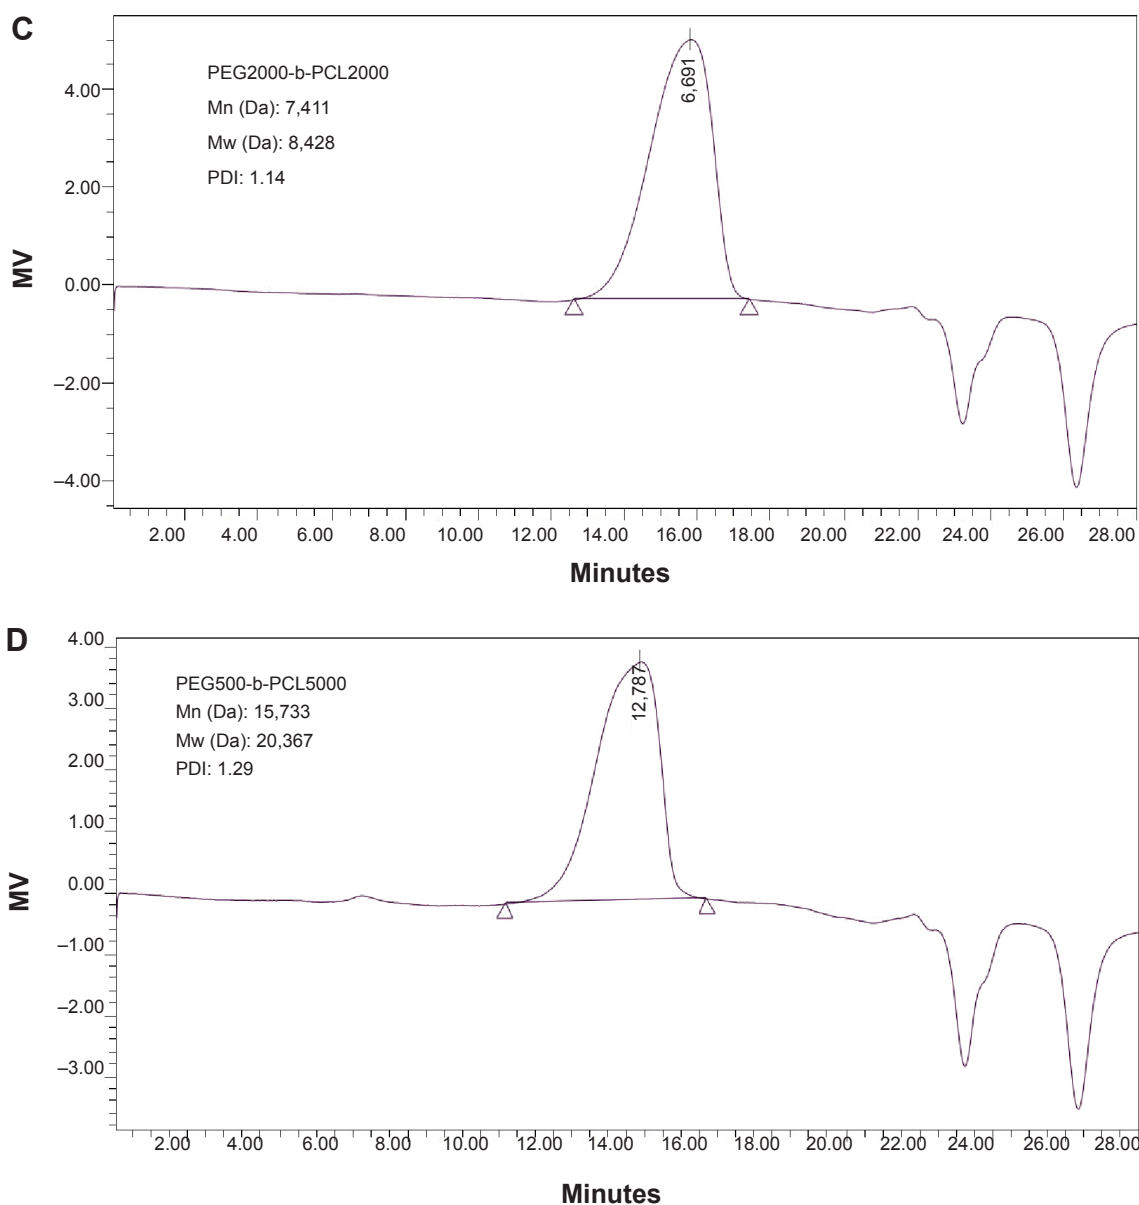 C
PEG2000-b-PCL2000
Mn (Da): 7,411
Mw (Da): 8,428
PDI: 1.14
6,691
4.00
2.00
0.00
–2.00
–4.00
MV
2.00 4.00 6.00 8.00 10.00 12.00 14.00 16.00 18.00 20.00 22.00 24.00 26.00 28.00
Minutes
D
PEG500-b-PCL5000
Mn (Da): 15,733
Mw (Da): 20,367
PDI: 1.29
12,787
4.00
3.00
2.00
1.00
0.00
–1.00
–2.00
–3.00
MV
2.00 4.00 6.00 8.00 10.00 12.00 14.00 16.00 18.00 20.00 22.00 24.00 26.00 28.00
Minutes